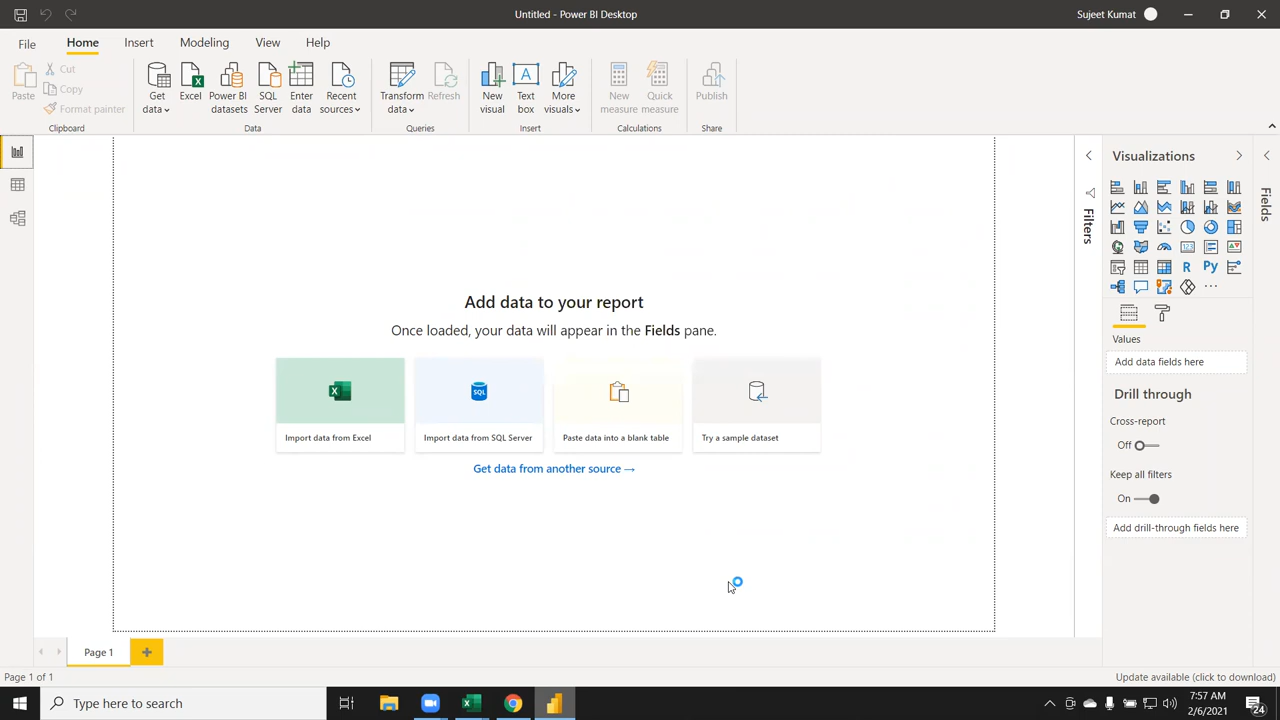 Untitled - Power BI Desktop
Sujeet Kumat
File
Home
Insert
Modeling
View
Help
Paste
Cut
Copy
Format painter
Clipboard
Get data
Excel
Power BI datasets
SQL Server
Enter data
Recent sources
Data
Transform data
Refresh
Queries
New visual
Text box
More visuals
Insert
New measure
Quick measure
Calculations
Publish
Share
Add data to your report
Once loaded, your data will appear in the Fields pane.
X
SQL
Import data from Excel
Import data from SQL Server
Paste data into a blank table
Try a sample dataset
Get data from another source →
Filters
Visualizations
Fields
123
R
Py
Values
Add data fields here
Drill through
Cross-report
Off
Keep all filters
On
Add drill-through fields here
Page 1
Page 1 of 1
Update available (click to download)
Type here to search
7:57 AM
2/6/2021
24